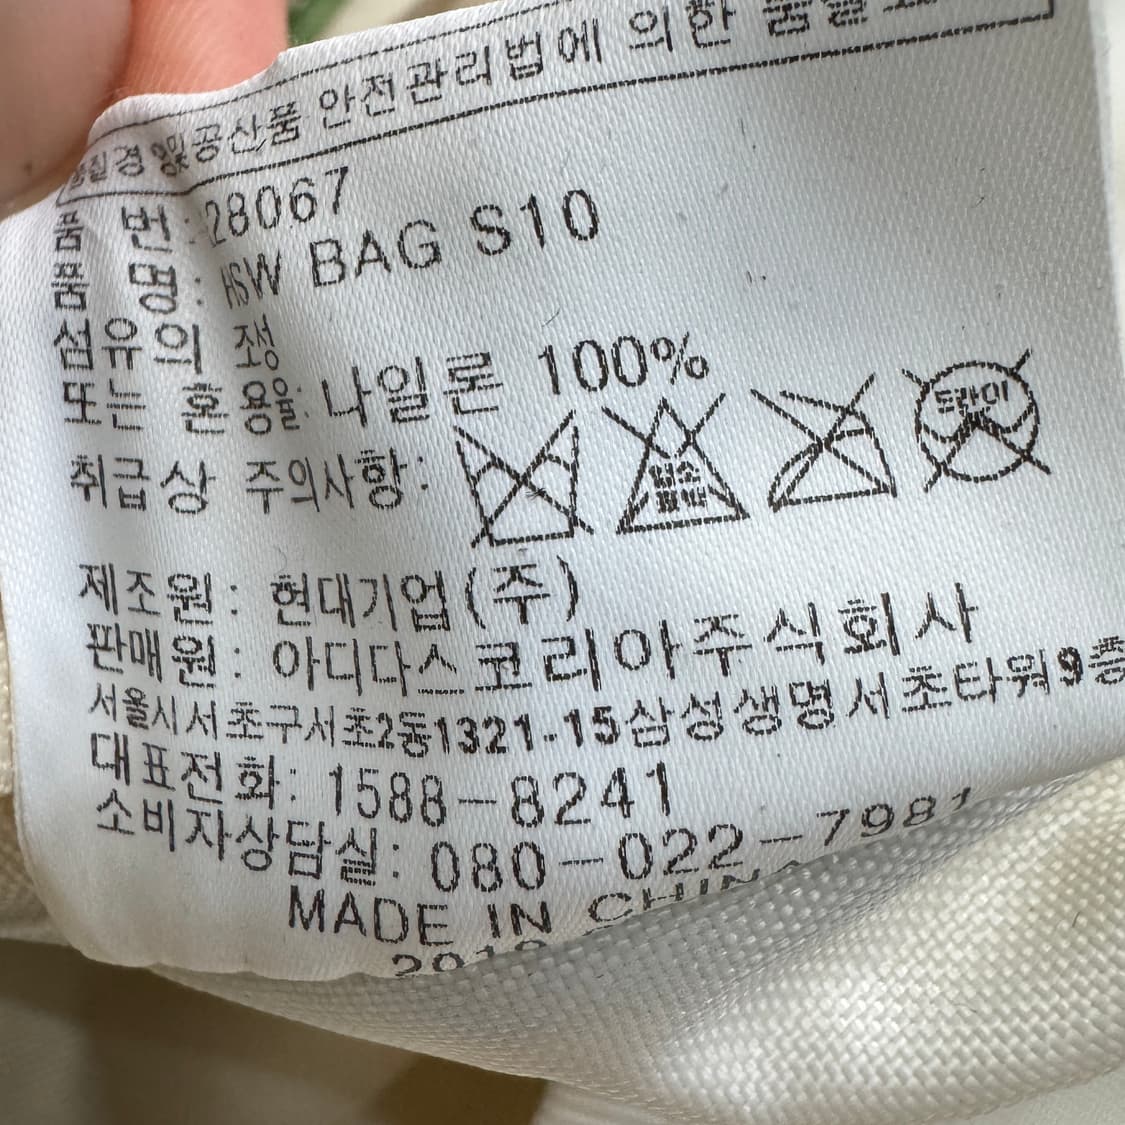 품질경영및공산품 안전관리법에 의한 품질표시
품 번: 28067
품 명: HSW BAG S10
섬유의 조성
또는 혼용율: 나일론 100%
취급상 주의사항:
염소
표백
드라이
제조원: 현대기업(주)
판매원: 아디다스코리아주식회사
서울시서초구서초2동1321-15삼성생명서초타워9층
대표전화: 1588-8241
소비자상담실: 080-022-7981
MADE IN CHINA